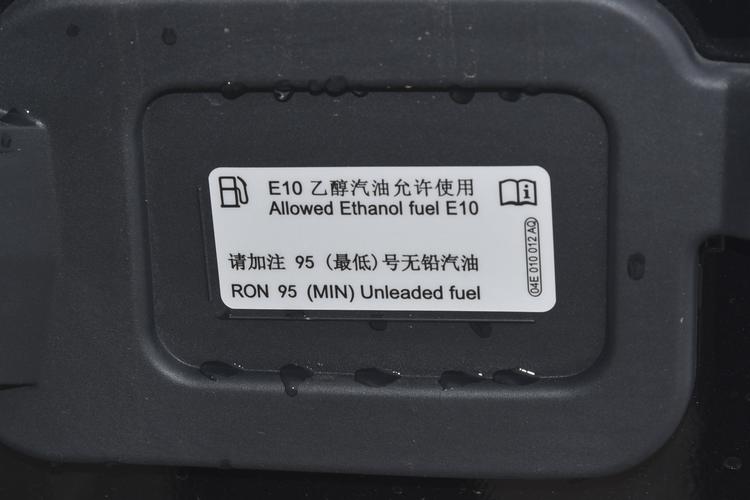 E10 乙醇汽油允许使用
Allowed Ethanol fuel E10
请加注 95 (最低)号无铅汽油
RON 95 (MIN) Unleaded fuel
04E 010 012 AQ